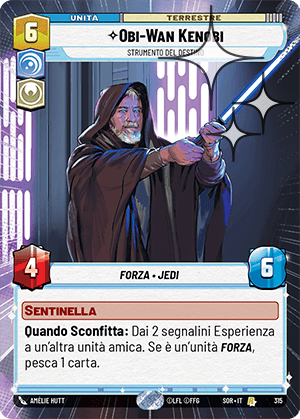 UNITÀ
TERRESTRE
6
✧OBI-WAN KENOBI
STRUMENTO DEL DESTINO
4
FORZA • JEDI
6
SENTINELLA
Quando Sconfitta: Dai 2 segnalini Esperienza
a un'altra unità amica. Se è un'unità FORZA,
pesca 1 carta.
AMÉLIE HUTT
©LFL ©FFG
SOR • IT
315